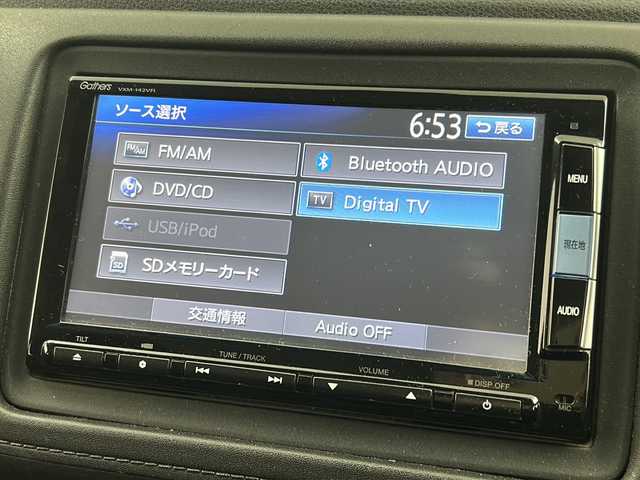 Gathers
VXM-142VFi
ソース選択
6:53
戻る
FM/AM FM/AM
Bluetooth AUDIO
DVD/CD
TV Digital TV
USB/iPod
SD SDメモリーカード
交通情報
Audio OFF
MENU
現在地
AUDIO
TILT
TUNE / TRACK
VOLUME
DISP OFF
MIC